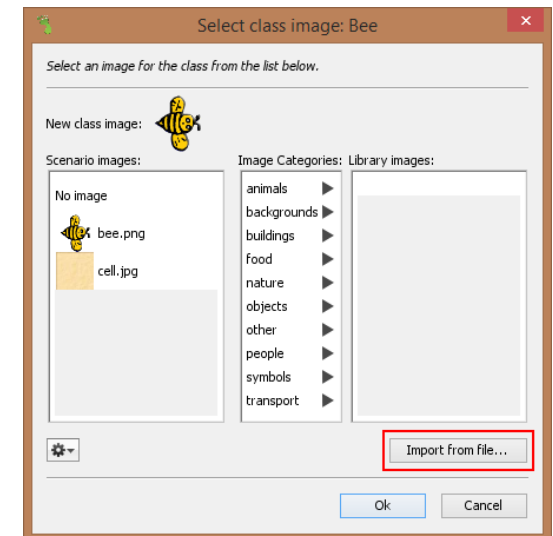 Select class image: Bee
Select an image for the class from the list below.
New class image:
Scenario images:
Image Categories:
Library images:
No image
bee.png
cell.jpg
animals
backgrounds
buildings
food
nature
objects
other
people
symbols
transport
Import from file...
Ok
Cancel